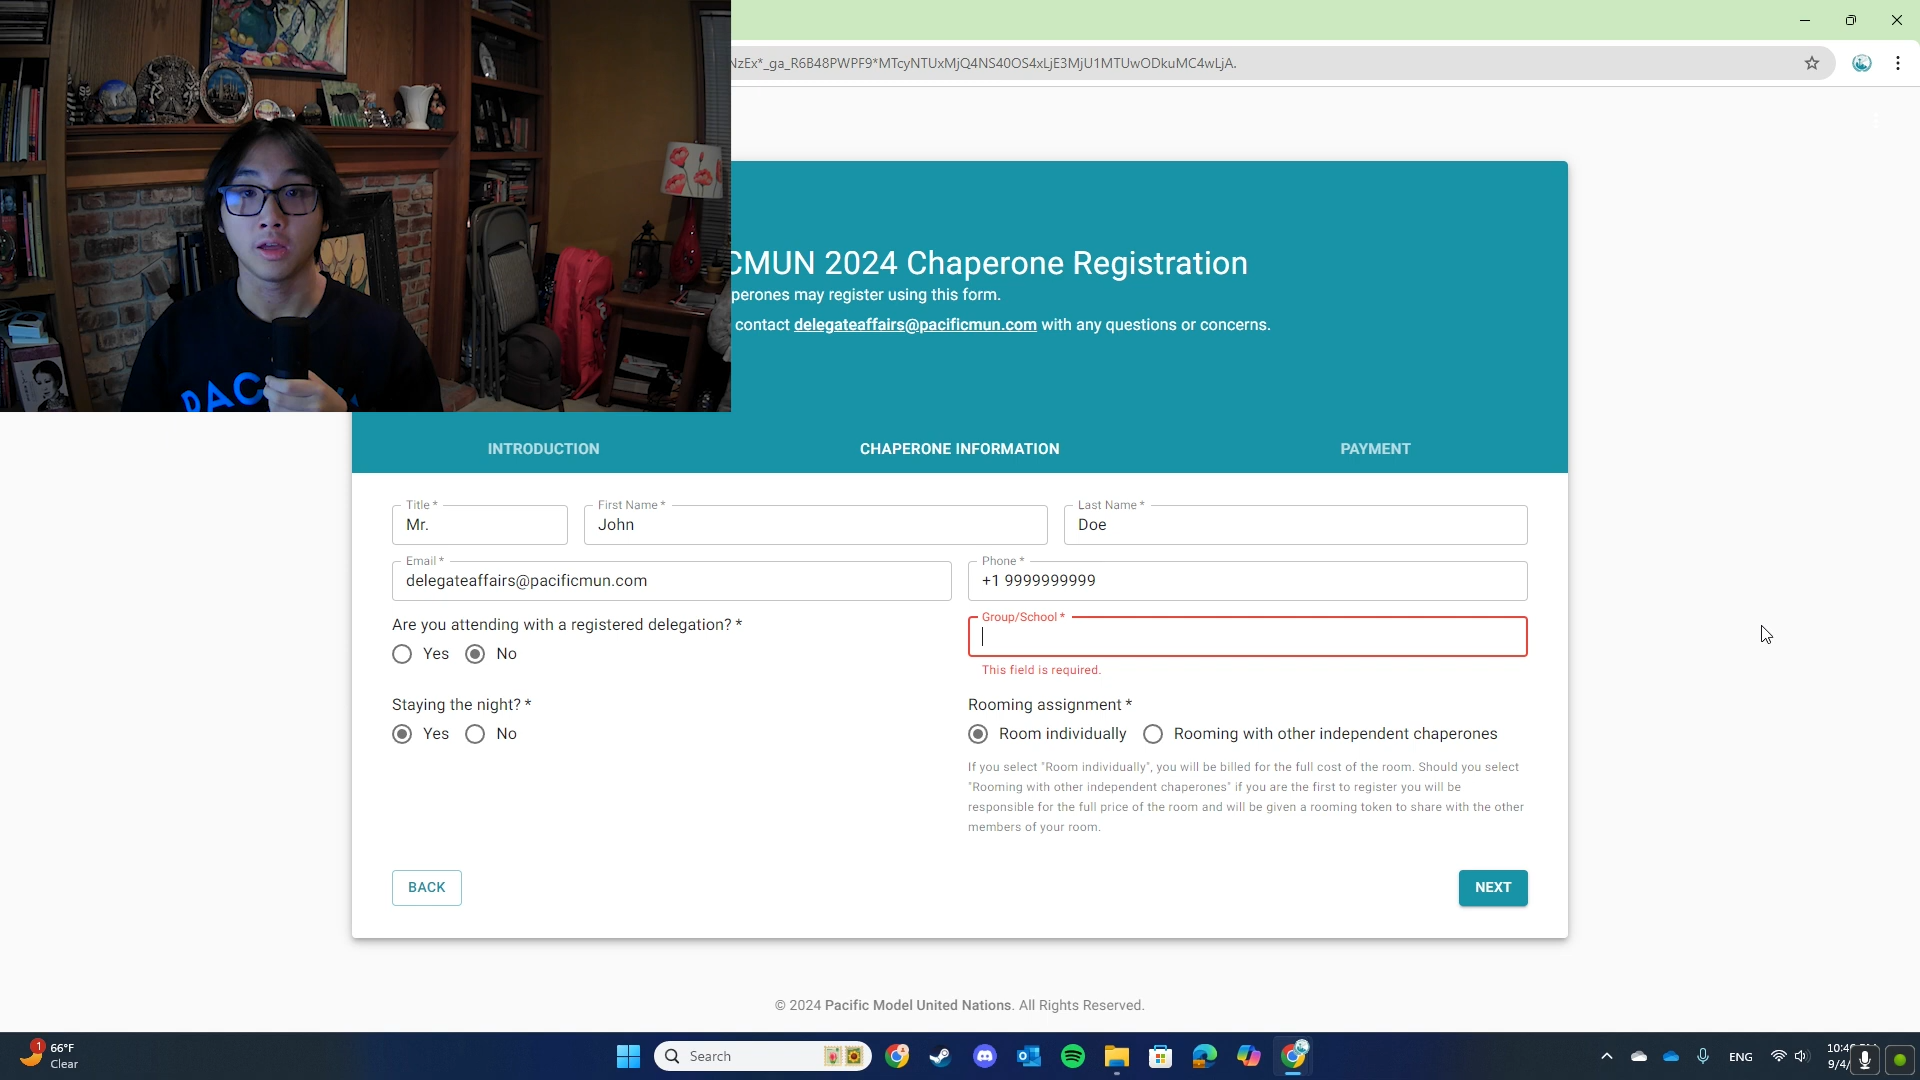 NzEx*_ga_R6B48PWPF9*MTcyNTUxMjQ4NS40OS4xLjE3MjU1MTUwODkuMC4wLjA.
CMUN 2024 Chaperone Registration
perones may register using this form.
contact delegateaffairs@pacificmun.com with any questions or concerns.
PAC
INTRODUCTION
CHAPERONE INFORMATION
PAYMENT
Title *
First Name *
Last Name *
Mr.
John
Doe
Email *
Phone *
delegateaffairs@pacificmun.com
+1 9999999999
Are you attending with a registered delegation? *
Group/School *
Yes
No
This field is required.
Staying the night? *
Rooming assignment *
Yes
No
Room individually
Rooming with other independent chaperones
If you select "Room individually", you will be billed for the full cost of the room. Should you select
"Rooming with other independent chaperones" if you are the first to register you will be
responsible for the full price of the room and will be given a rooming token to share with the other
members of your room.
BACK
NEXT
© 2024 Pacific Model United Nations. All Rights Reserved.
1
66°F
Clear
Search
ENG
10:4
9/4/